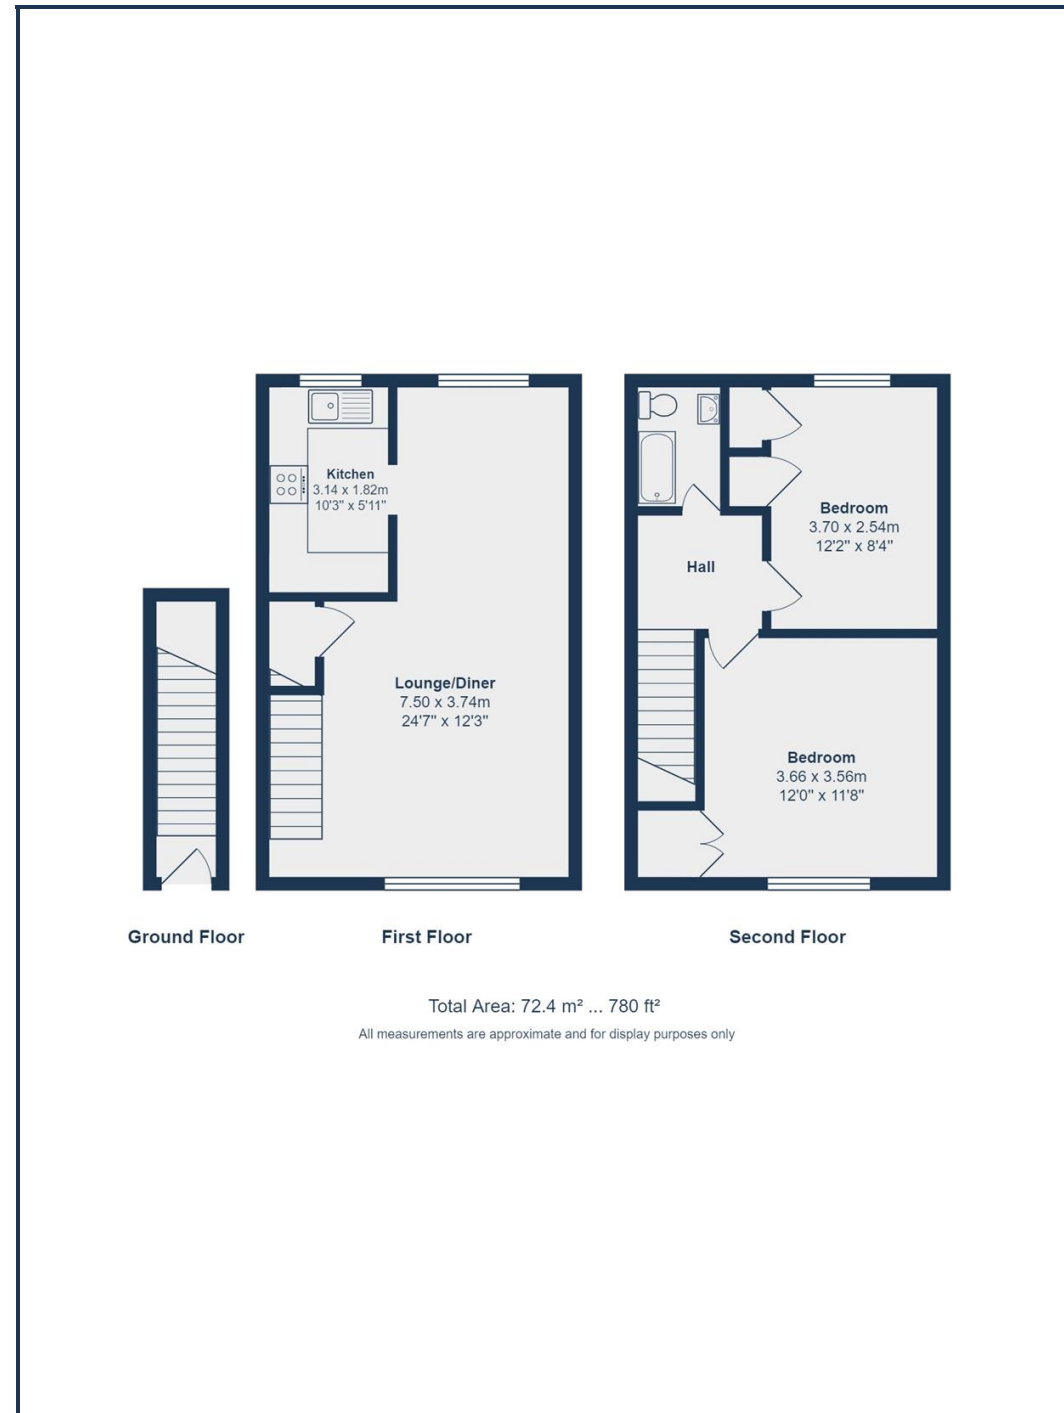 Kitchen
3.14 x 1.82m
10'3" x 5'11"
Lounge/Diner
7.50 x 3.74m
24'7" x 12'3"
Bedroom
3.70 x 2.54m
12'2" x 8'4"
Hall
Bedroom
3.66 x 3.56m
12'0" x 11'8"
Ground Floor
First Floor
Second Floor
Total Area: 72.4 m² ... 780 ft²
All measurements are approximate and for display purposes only